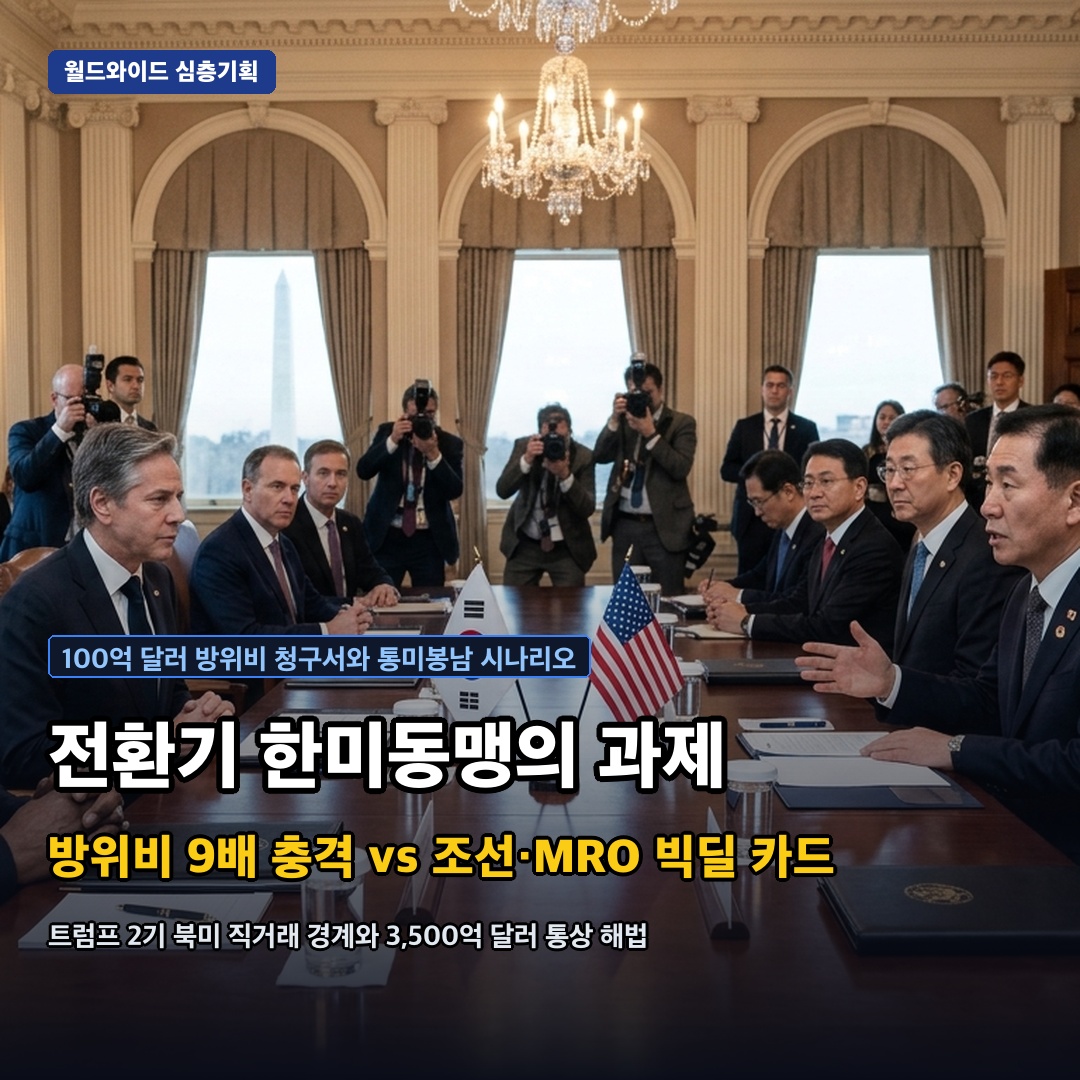 월드와이드 심층기획
100억 달러 방위비 청구서와 통미봉남 시나리오
전환기 한미동맹의 과제
방위비 9배 충격 vs 조선·MRO 빅딜 카드
트럼프 2기 북미 직거래 경계와 3,500억 달러 통상 해법